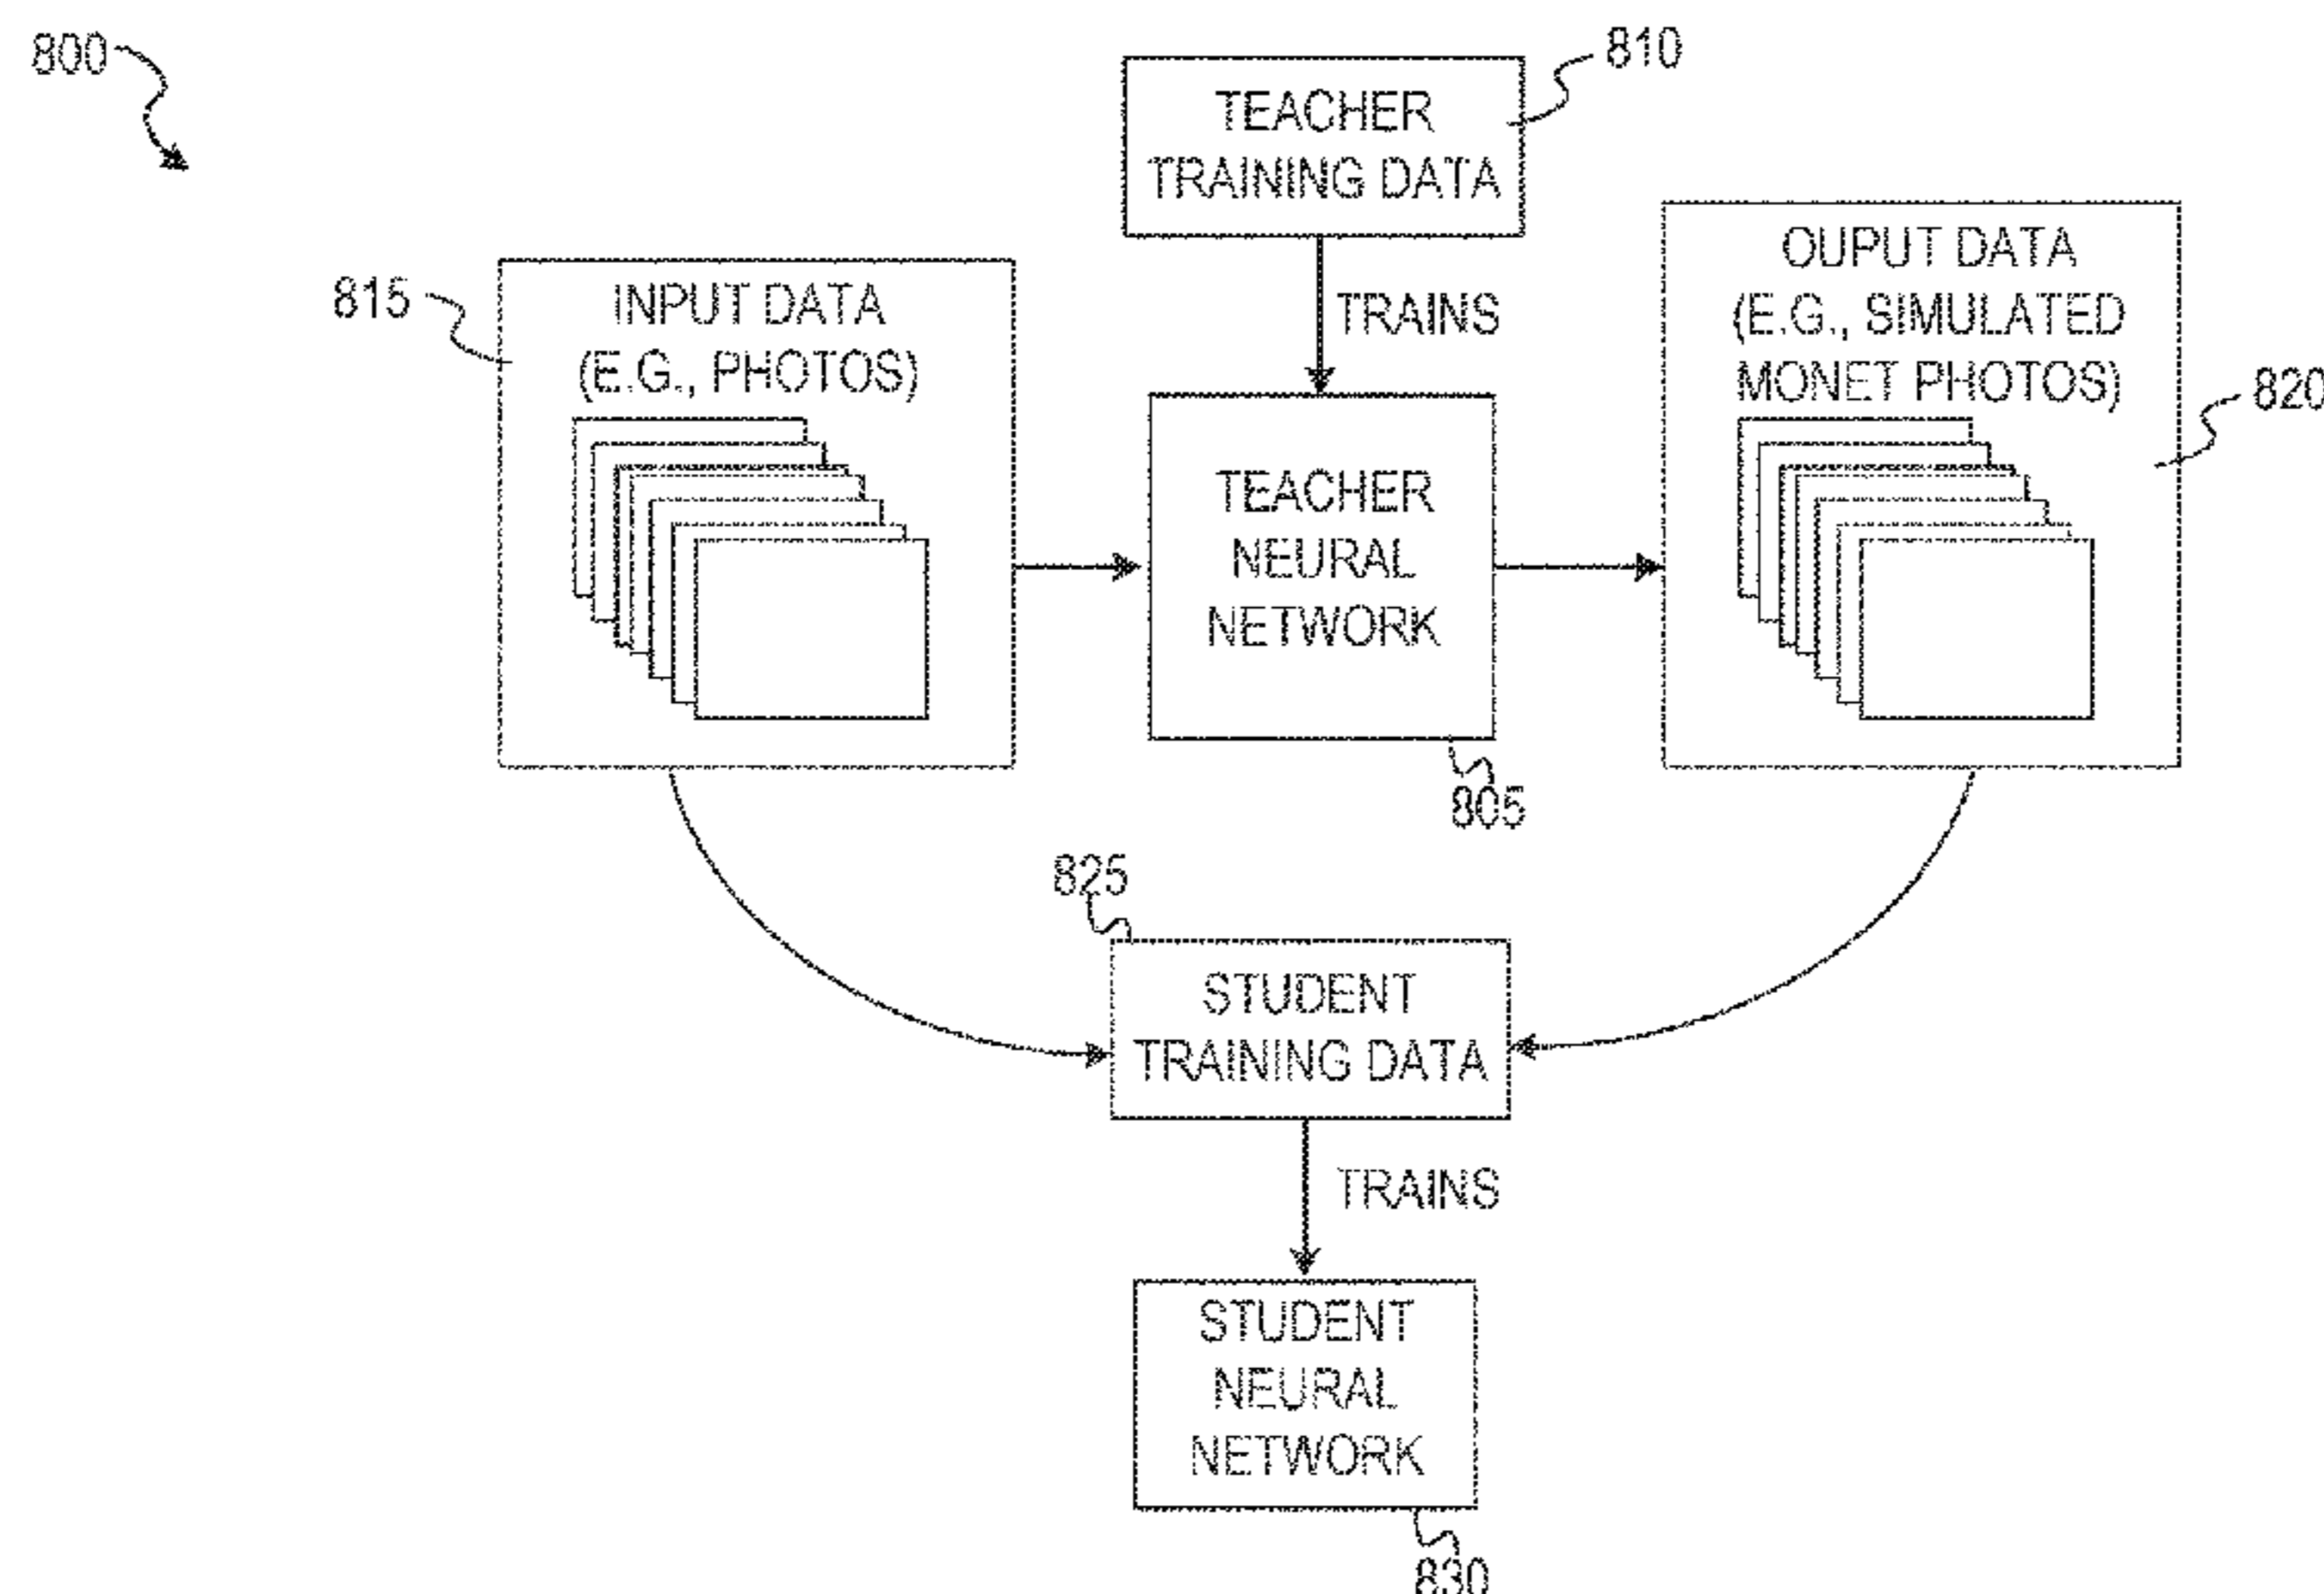 800
810
TEACHER
TRAINING DATA
815
INPUT DATA
(E.G., PHOTOS)
TRAINS
OUPUT DATA
(E.G., SIMULATED
MONET PHOTOS)
820
TEACHER
NEURAL
NETWORK
805
825
STUDENT
TRAINING DATA
TRAINS
STUDENT
NEURAL
NETWORK
830